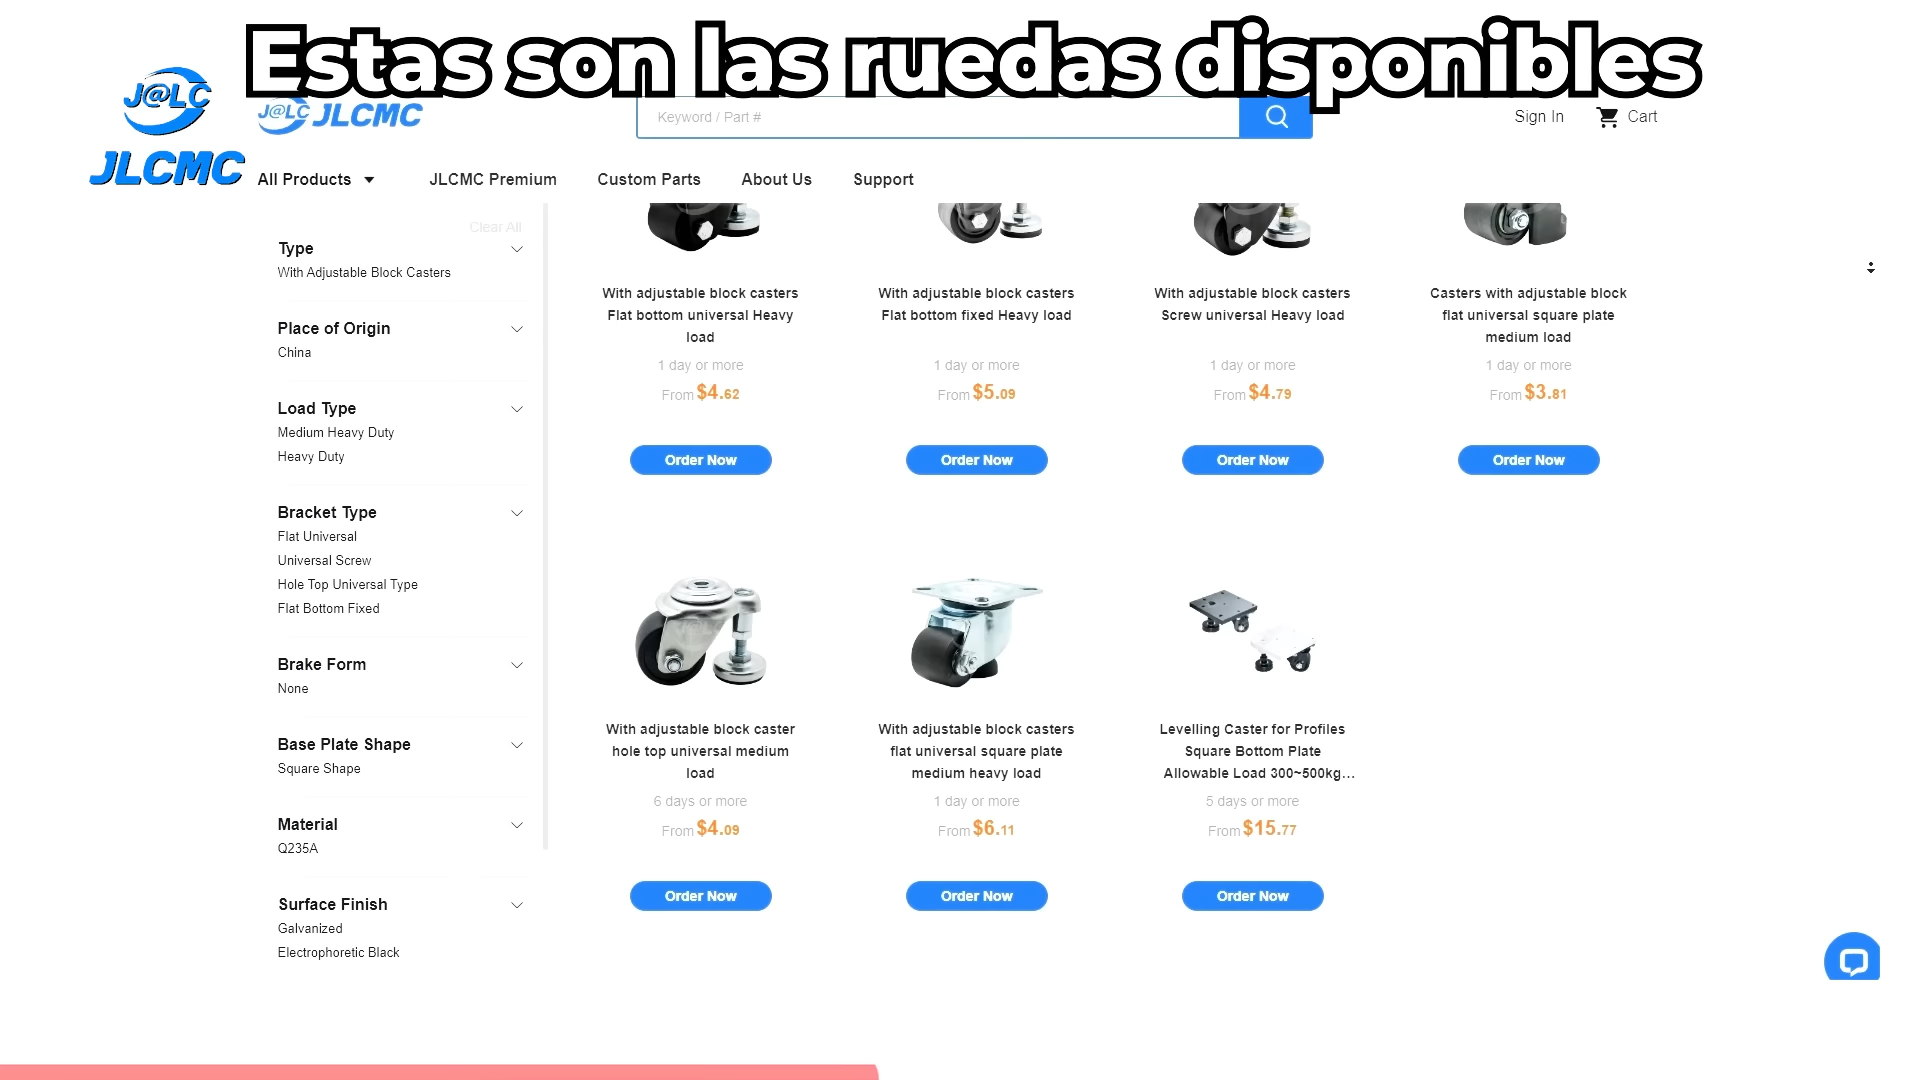 Estas son las ruedas disponibles
J@LC
JLCMC
J@LC JLCMC
Keyword / Part #
Sign In
Cart
All Products
JLCMC Premium
Custom Parts
About Us
Support
Clear All
Type
With Adjustable Block Casters
Place of Origin
China
Load Type
Medium Heavy Duty
Heavy Duty
Bracket Type
Flat Universal
Universal Screw
Hole Top Universal Type
Flat Bottom Fixed
Brake Form
None
Base Plate Shape
Square Shape
Material
Q235A
Surface Finish
Galvanized
Electrophoretic Black
With adjustable block casters
Flat bottom universal Heavy
load
1 day or more
From $4.62
Order Now
With adjustable block casters
Flat bottom fixed Heavy load
1 day or more
From $5.09
Order Now
With adjustable block casters
Screw universal Heavy load
1 day or more
From $4.79
Order Now
Casters with adjustable block
flat universal square plate
medium load
1 day or more
From $3.81
Order Now
With adjustable block caster
hole top universal medium
load
6 days or more
From $4.09
Order Now
With adjustable block casters
flat universal square plate
medium heavy load
1 day or more
From $6.11
Order Now
Levelling Caster for Profiles
Square Bottom Plate
Allowable Load 300~500kg...
5 days or more
From $15.77
Order Now